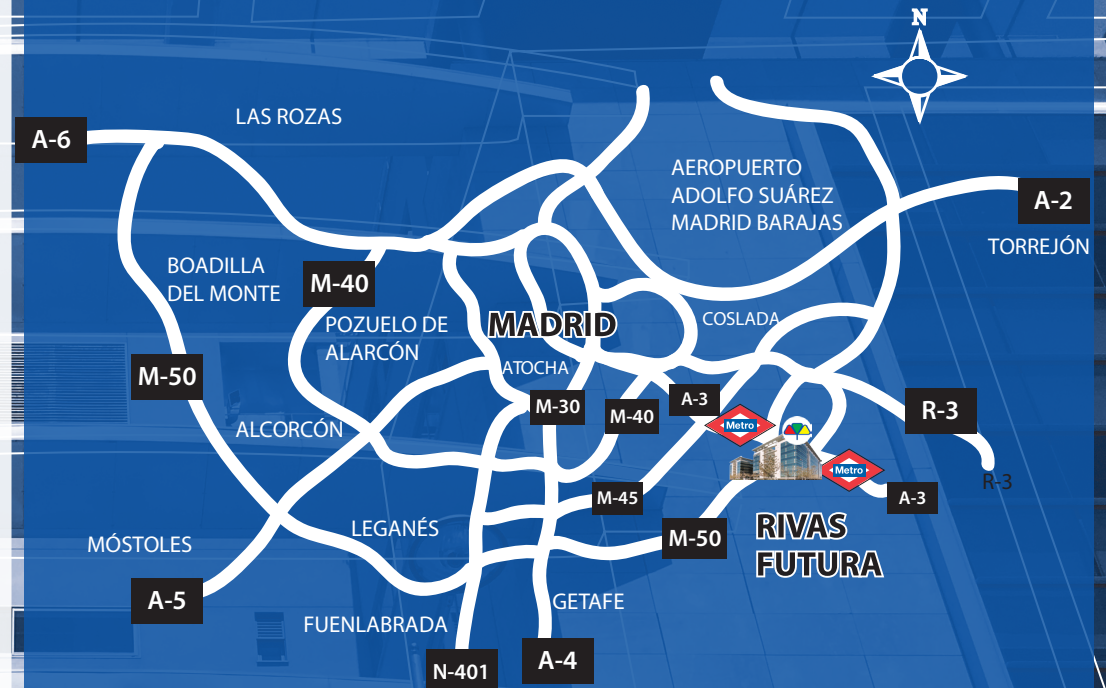 N
LAS ROZAS
A-6
AEROPUERTO
ADOLFO SUÁREZ
MADRID BARAJAS
A-2
TORREJÓN
BOADILLA
DEL MONTE
M-40
POZUELO DE
ALARCÓN
MADRID
COSLADA
ATOCHA
M-50
M-30
M-40
A-3
R-3
Metro
ALCORCÓN
Metro
R-3
A-3
M-45
LEGANÉS
M-50
RIVAS
FUTURA
MÓSTOLES
A-5
GETAFE
FUENLABRADA
N-401
A-4